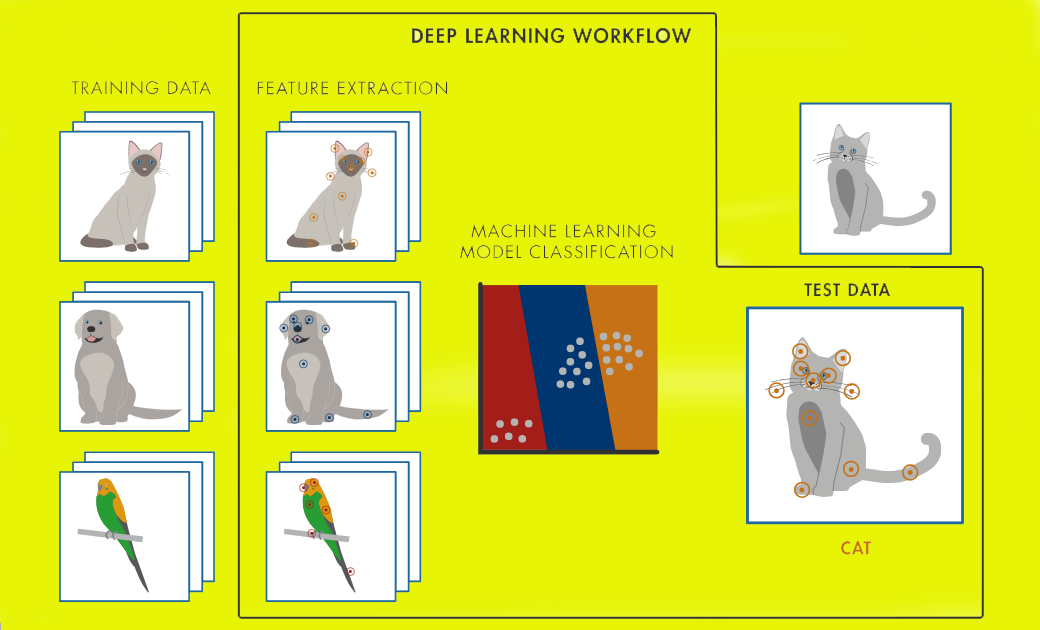 DEEP LEARNING WORKFLOW
TRAINING DATA
FEATURE EXTRACTION
MACHINE LEARNING
MODEL CLASSIFICATION
TEST DATA
CAT